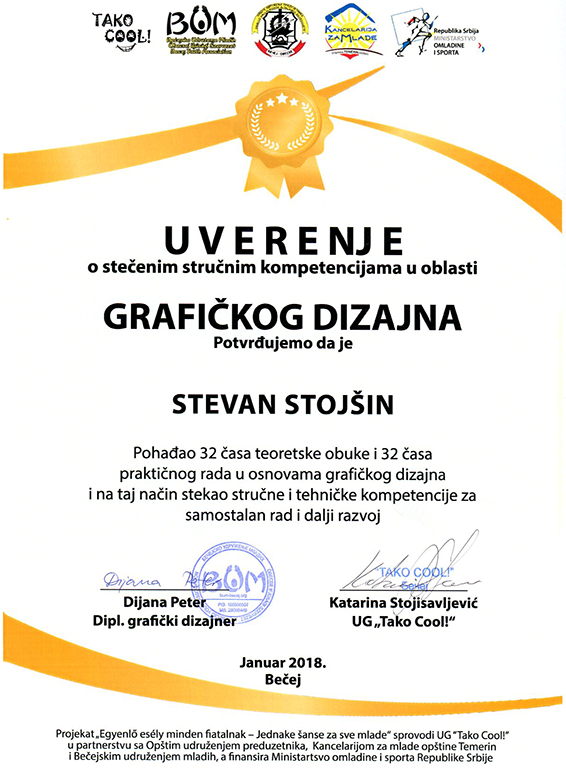 TAKO
COOL!
BUM
KANCELARIJA
ZA MLADE
Republika Srbija
MINISTARSTVO
OMLADINE
I SPORTA
UVERENJE
o stečenim stručnim kompetencijama u oblasti
GRAFIČKOG DIZAJNA
Potvrđujemo da je
STEVAN STOJŠIN
Pohađao 32 časa teoretske obuke i 32 časa
praktičnog rada u osnovama grafičkog dizajna
i na taj način stekao stručne i tehničke kompetencije za
samostalan rad i dalji razvoj
Dijana Peter
BUM
TAKO COOL!
Bečej
Dijana Peter
Dipl. grafički dizajner
Katarina Stojisavljević
UG „Tako Cool!“
Januar 2018.
Bečej
Projekat „Egyenlő esély minden fiatalnak – Jednake šanse za sve mlade“ sprovodi UG “Tako Cool!”
u partnerstvu sa Opštim udruženjem preduzetnika, Kancelarijom za mlade opštine Temerin
i Bečejskim udruženjem mladih, a finansira Ministartsvo omladine i sporta Republike Srbije